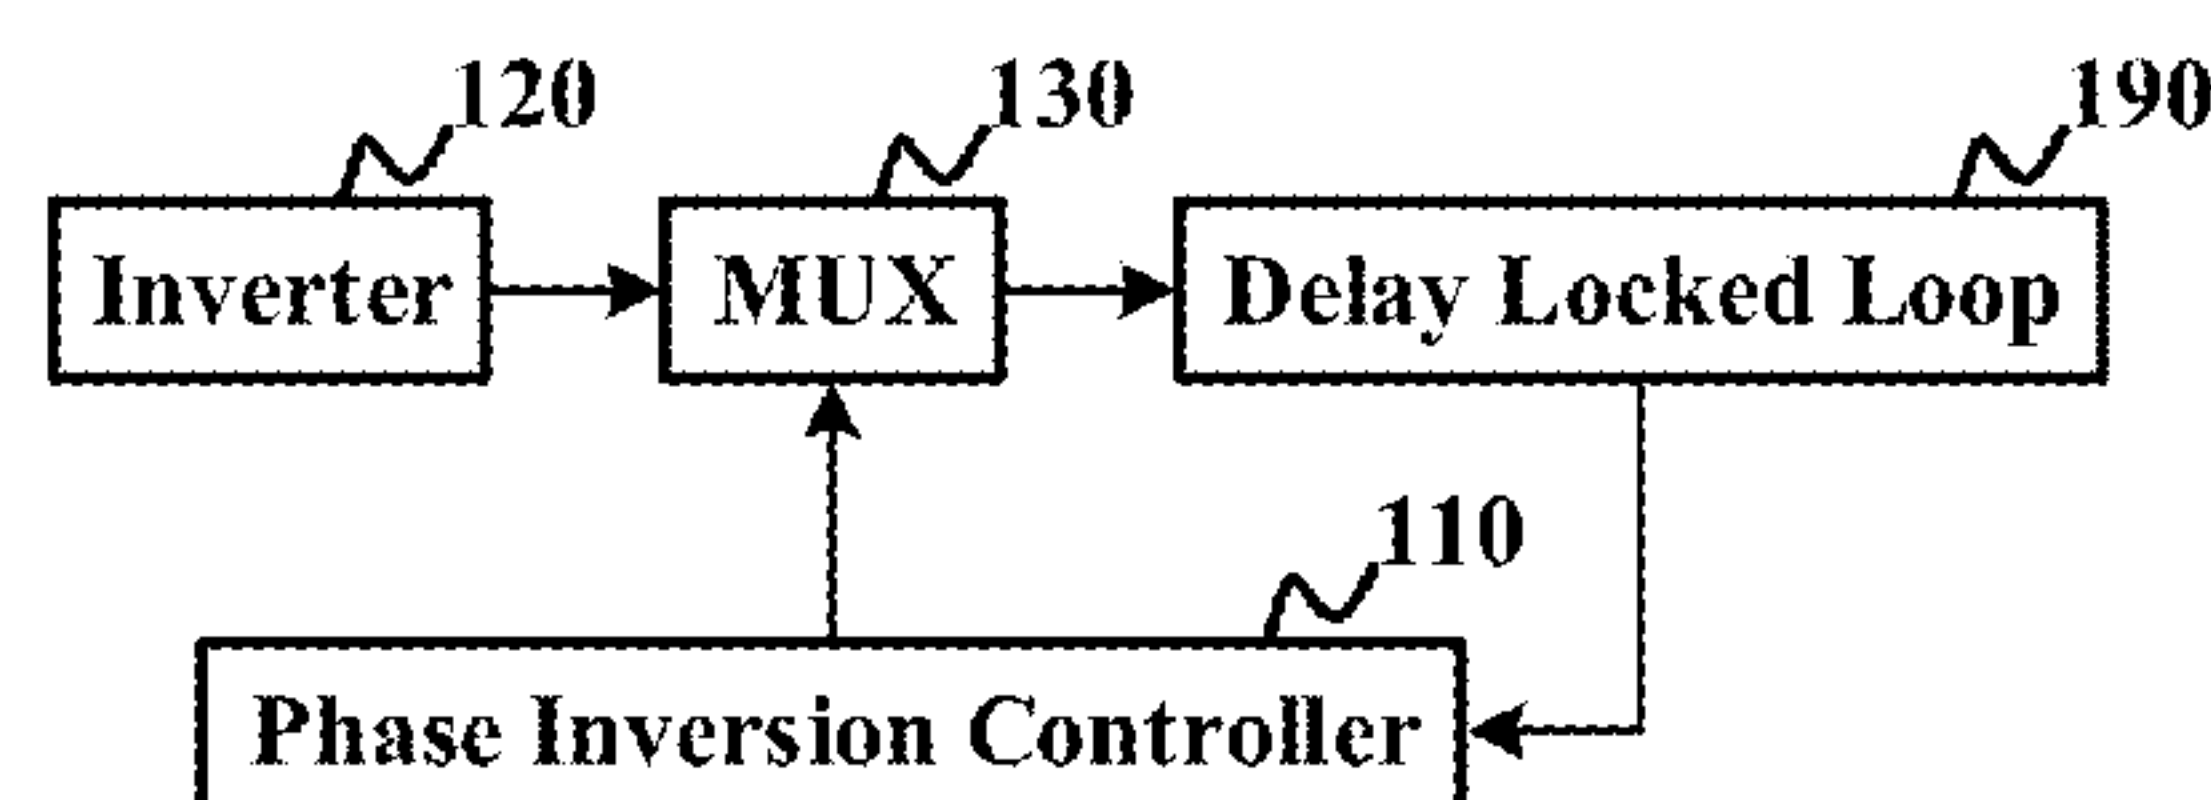 120
130
190
Inverter
MUX
Delay Locked Loop
110
Phase Inversion Controller